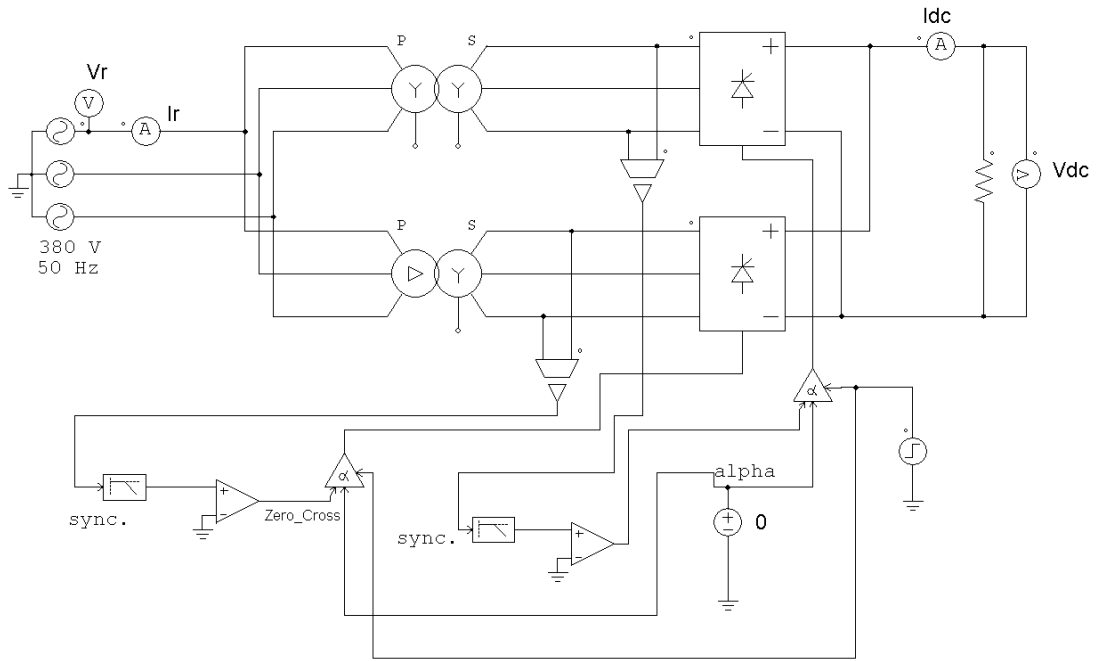 Idc
P
S
A
+
Vr
V
Ir
A
Y
Y
−
Vdc
V
380 V
50 Hz
P
S
+
Y
−
α
alpha
α
+
−
sync.
Zero_Cross
+
−
sync.
+
−
0